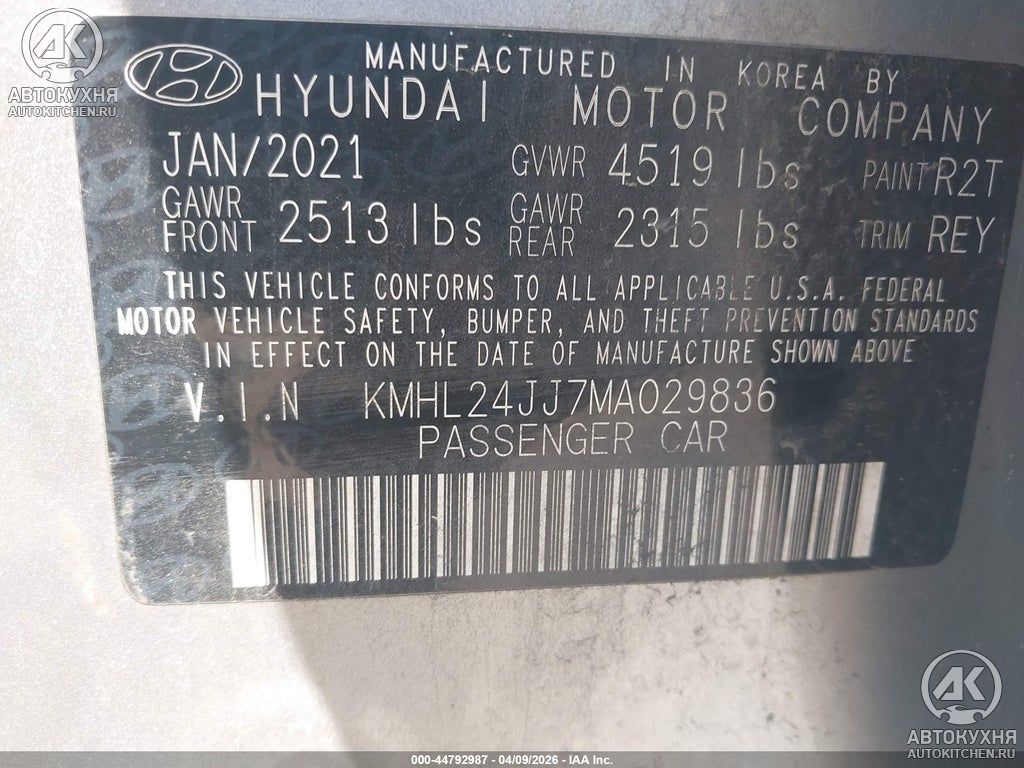 AK
АВТОКУХНЯ
AUTOKITCHEN.RU
MANUFACTURED IN KOREA BY
HYUNDAI MOTOR COMPANY
JAN/2021 GVWR 4519 lbs PAINT R2T
GAWR FRONT 2513 lbs GAWR REAR 2315 lbs TRIM REY
THIS VEHICLE CONFORMS TO ALL APPLICABLE U.S.A. FEDERAL
MOTOR VEHICLE SAFETY, BUMPER, AND THEFT PREVENTION STANDARDS
IN EFFECT ON THE DATE OF MANUFACTURE SHOWN ABOVE
V.I.N KMHL24JJ7MA029836
PASSENGER CAR
AK
АВТОКУХНЯ
AUTOKITCHEN.RU
000-44792987 - 04/09/2026 - IAA Inc.